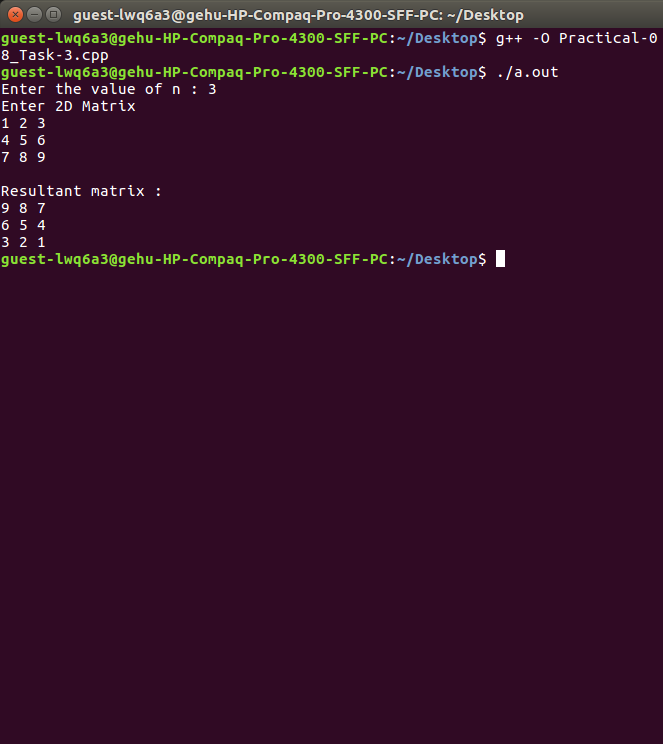 guest-lwq6a3@gehu-HP-Compaq-Pro-4300-SFF-PC: ~/Desktop
guest-lwq6a3@gehu-HP-Compaq-Pro-4300-SFF-PC:~/Desktop$ g++ -O Practical-0
8_Task-3.cpp
guest-lwq6a3@gehu-HP-Compaq-Pro-4300-SFF-PC:~/Desktop$ ./a.out
Enter the value of n : 3
Enter 2D Matrix
1 2 3
4 5 6
7 8 9
Resultant matrix :
9 8 7
6 5 4
3 2 1
guest-lwq6a3@gehu-HP-Compaq-Pro-4300-SFF-PC:~/Desktop$